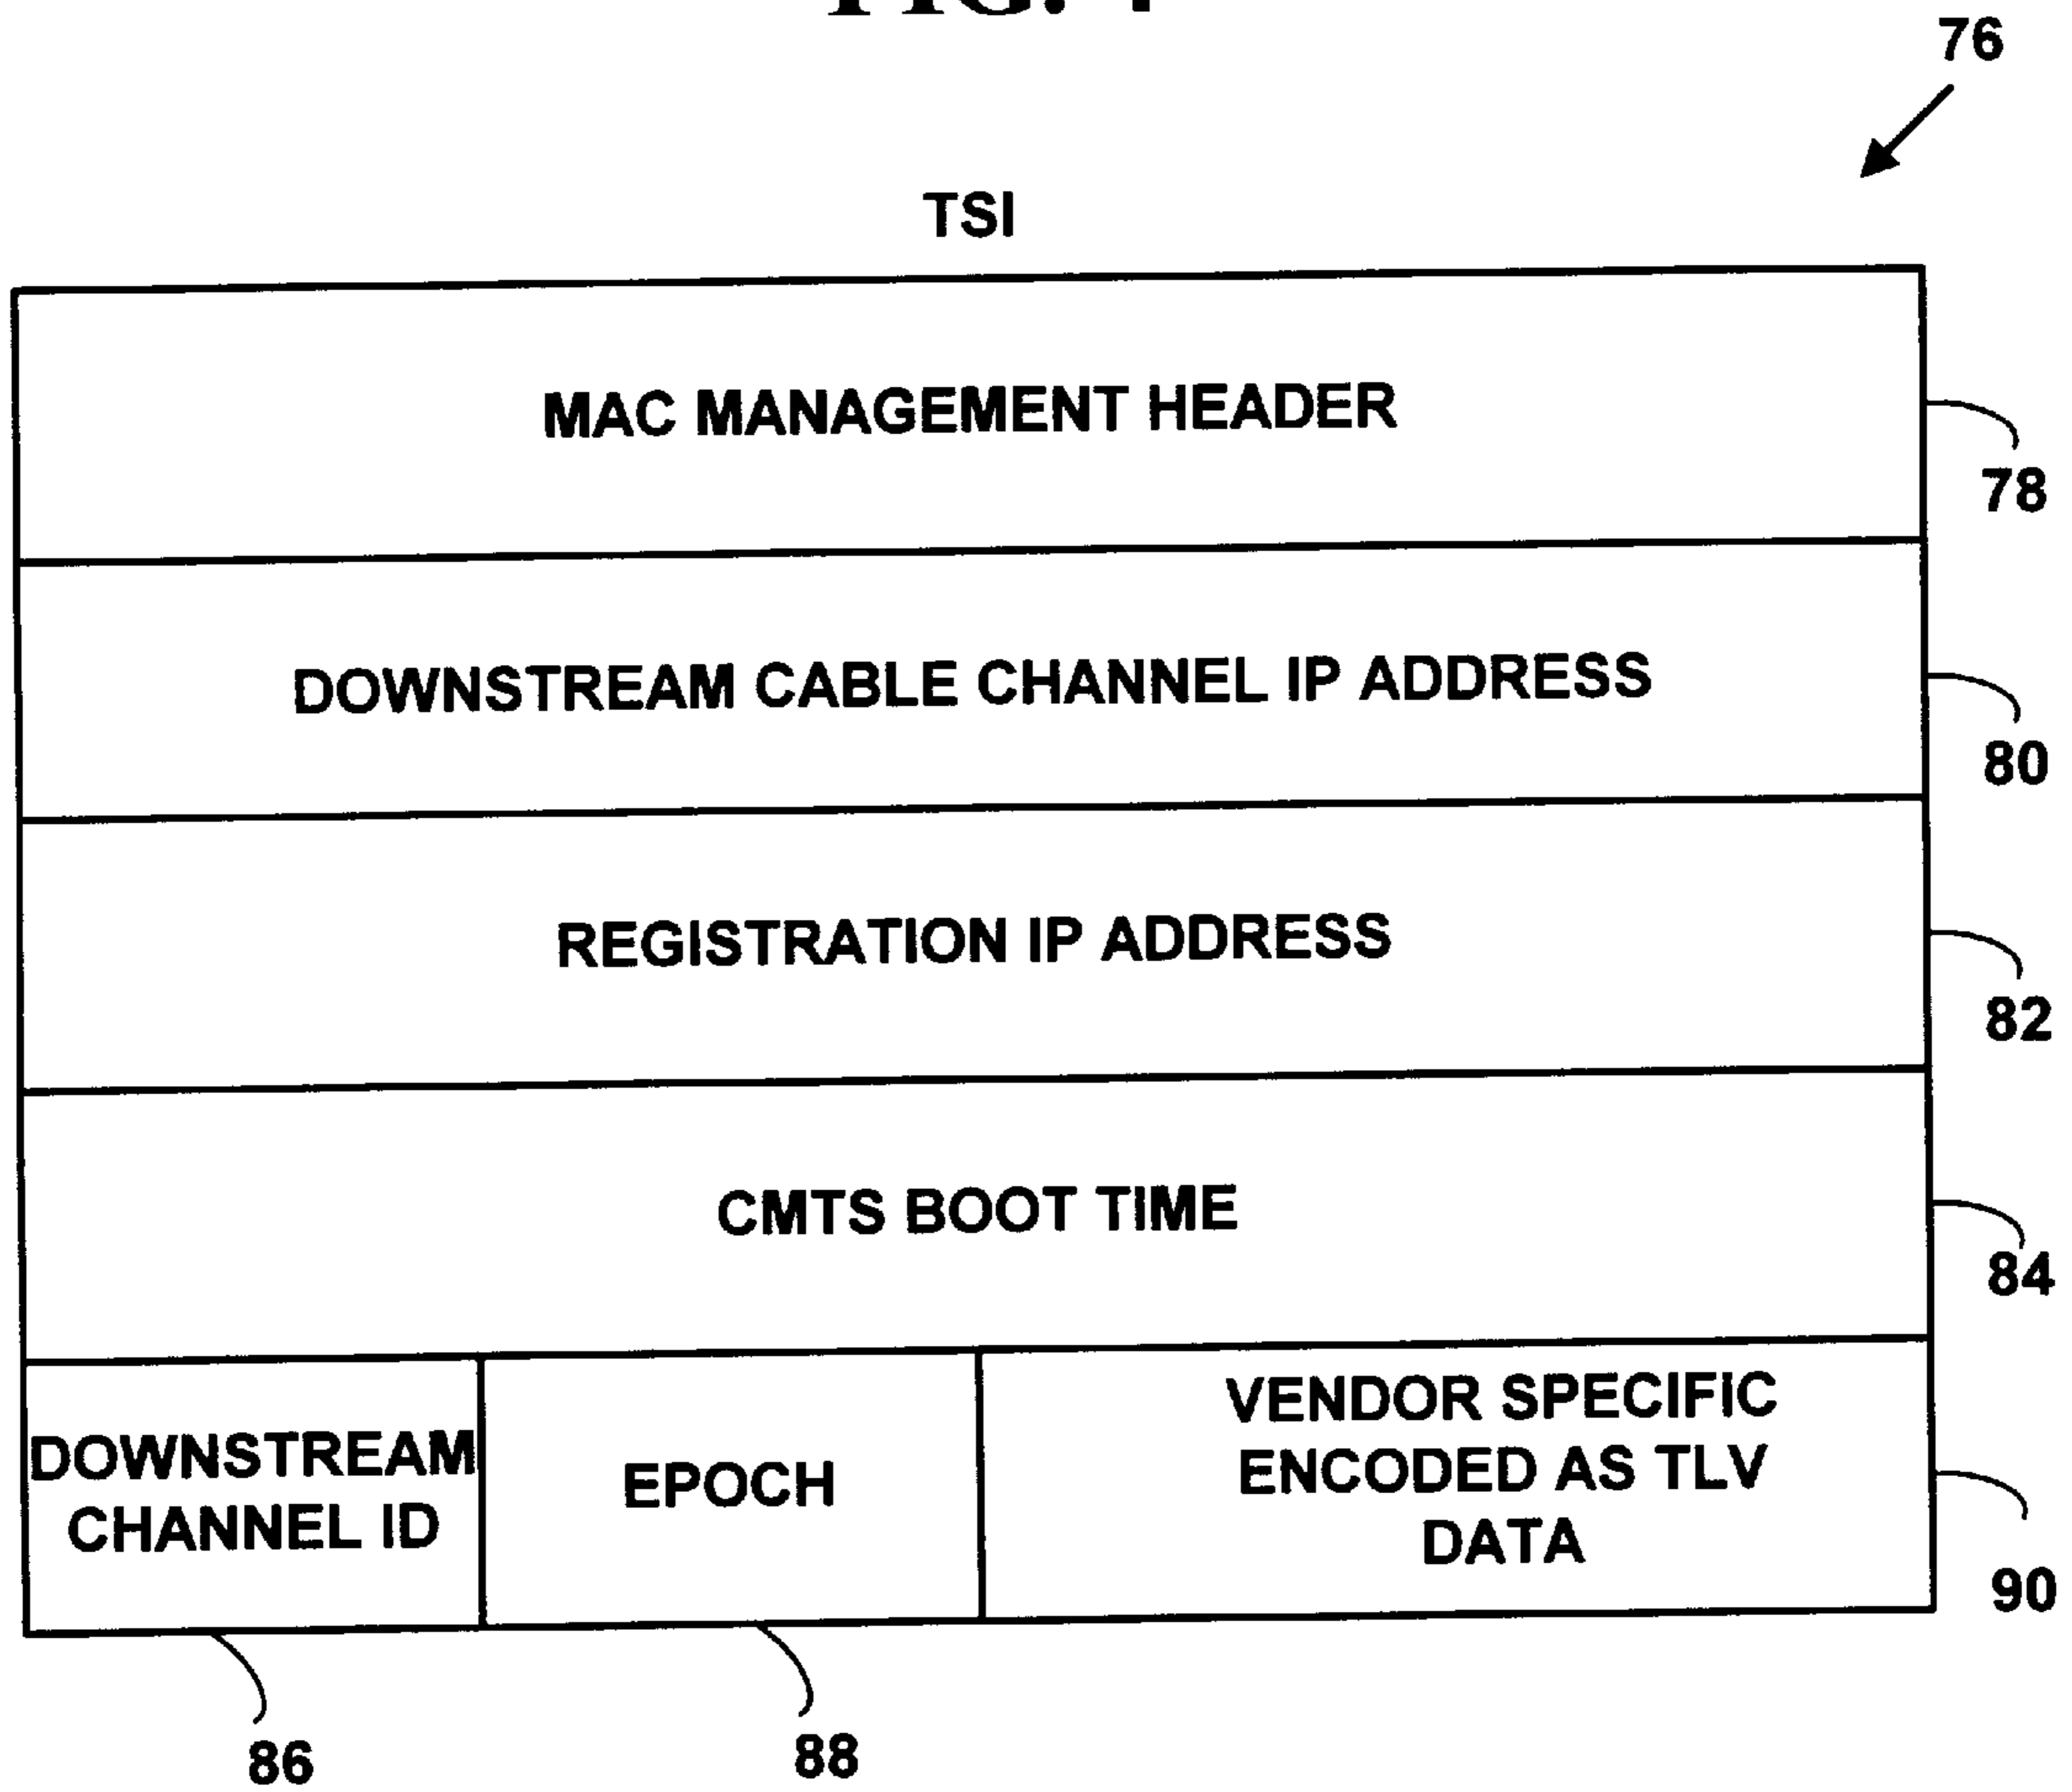 FIG.
76
TSI
MAC MANAGEMENT HEADER
78
DOWNSTREAM CABLE CHANNEL IP ADDRESS
80
REGISTRATION IP ADDRESS
82
CMTS BOOT TIME
84
DOWNSTREAM
CHANNEL ID
EPOCH
VENDOR SPECIFIC
ENCODED AS TLV
DATA
90
86
88